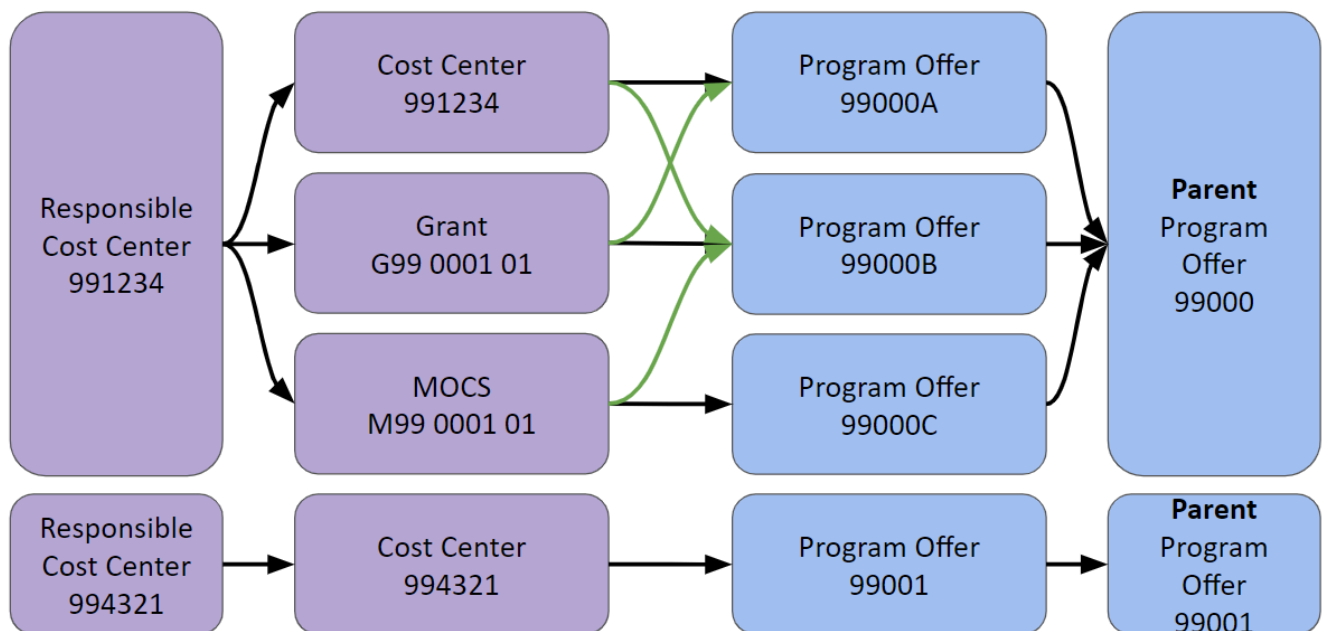 Responsible
Cost Center
991234
Cost Center
991234
Grant
G99 0001 01
MOCS
M99 0001 01
Program Offer
99000A
Program Offer
99000B
Program Offer
99000C
Parent
Program
Offer
99000
Responsible
Cost Center
994321
Cost Center
994321
Program Offer
99001
Parent
Program
Offer
99001